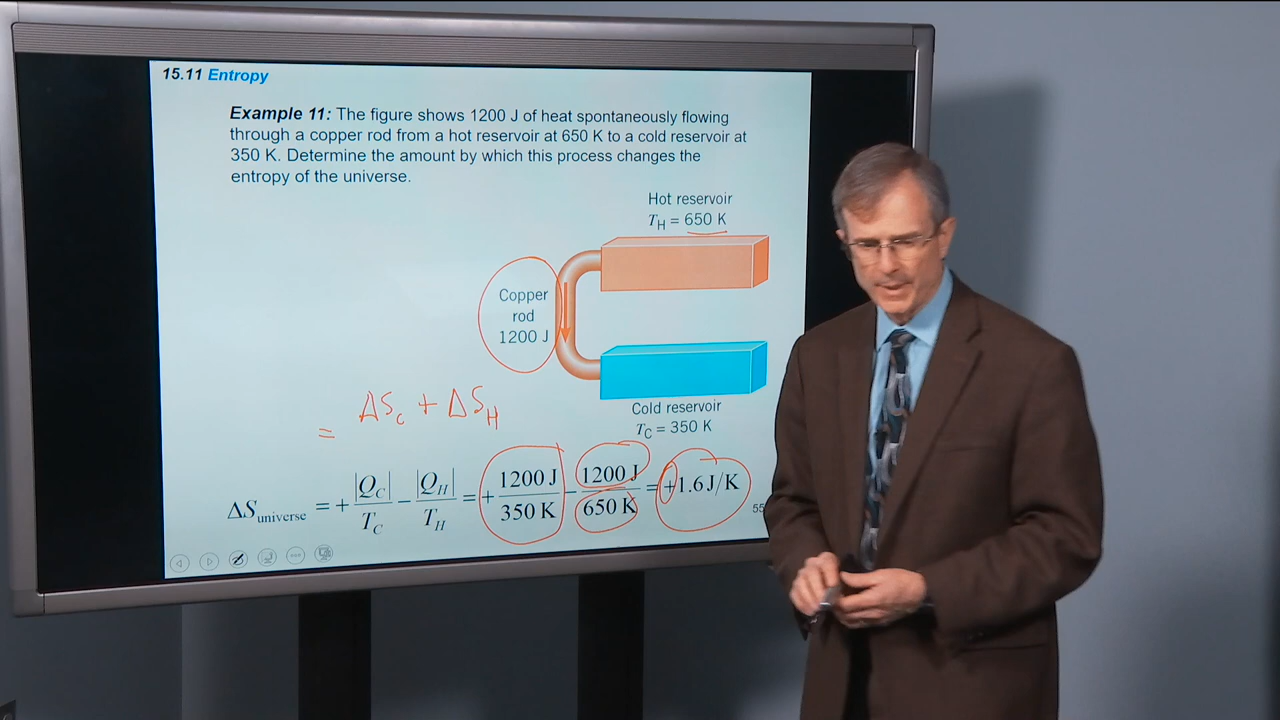 15.11 Entropy
Example 11: The figure shows 1200 J of heat spontaneously flowing
through a copper rod from a hot reservoir at 650 K to a cold reservoir at
350 K. Determine the amount by which this process changes the
entropy of the universe.
Hot reservoir
T_H = 650 K
Copper
rod
1200 J
Cold reservoir
T_C = 350 K
= ΔS_C + ΔS_H
ΔS_universe = + |Q_C| / T_C − |Q_H| / T_H = + 1200 J / 350 K − 1200 J / 650 K = +1.6 J/K
55